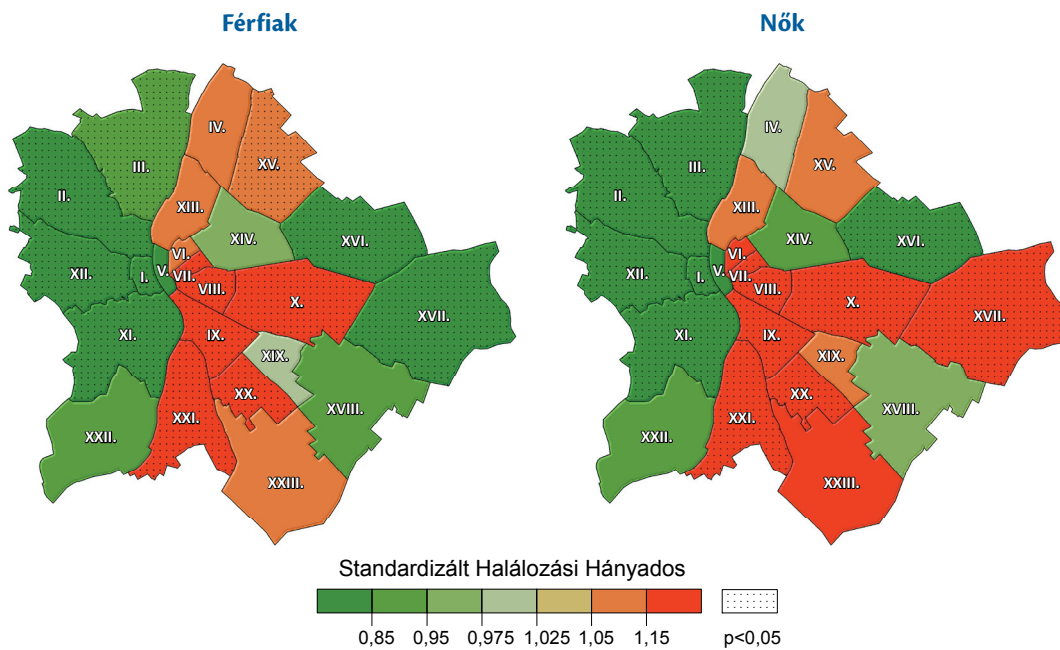 Férfiak
Nők
IV.
XV.
III.
II.
XIII.
XIV.
XVI.
VI.
XII.
I.
V.
VII.
VIII.
X.
XVII.
XI.
IX.
XIX.
XX.
XVIII.
XXI.
XXII.
XXIII.
IV.
XV.
III.
II.
XIII.
XIV.
XVI.
VI.
XII.
I.
V.
VII.
VIII.
X.
XVII.
XI.
IX.
XIX.
XX.
XVIII.
XXI.
XXII.
XXIII.
Standardizált Halálozási Hányados
0,85 0,95 0,975 1,025 1,05 1,15 p<0,05